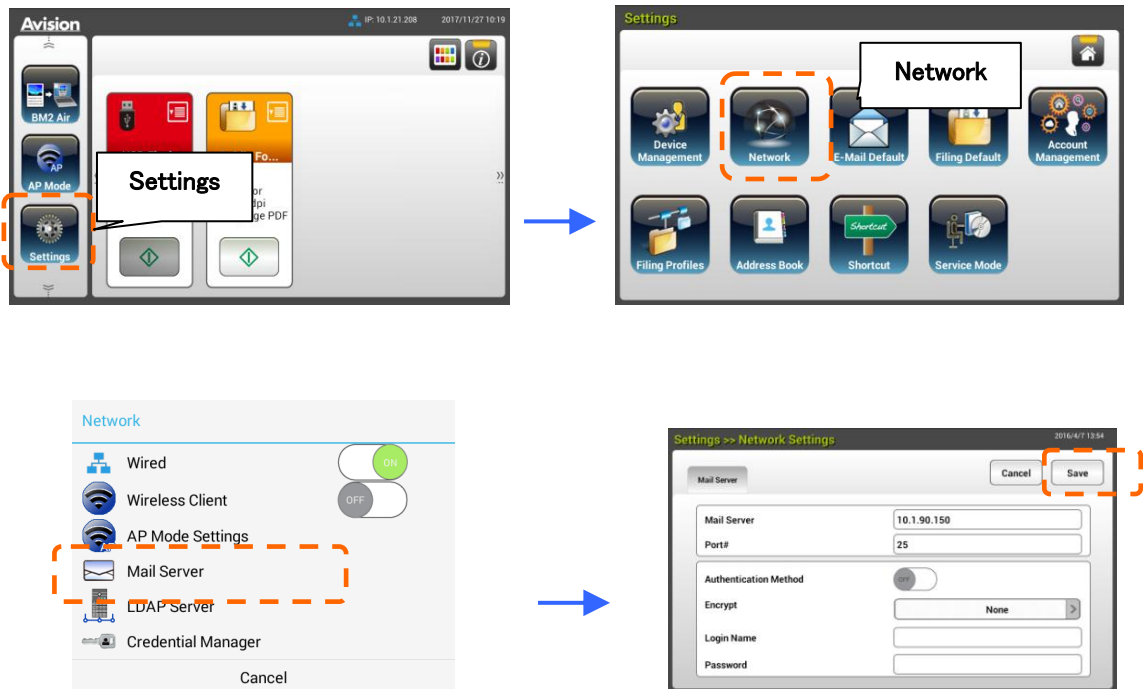 Avision
IP: 10.1.21.208
2017/11/27 10:19
BM2 Air
AP
AP Mode
Settings
Fo...
Settings
ge PDF
Settings
Network
Device
Management
Network
E-Mail Default
Filing Default
Account
Management
Shortcut
Filing Profiles
Address Book
Shortcut
Service Mode
Network
Wired
ON
Wireless Client
OFF
AP Mode Settings
Mail Server
LDAP Server
Credential Manager
Cancel
Settings >> Network Settings
2016/4/7 13:54
Mail Server
Cancel
Save
Mail Server
10.1.90.150
Port#
25
Authentication Method
OFF
Encrypt
None
Login Name
Password